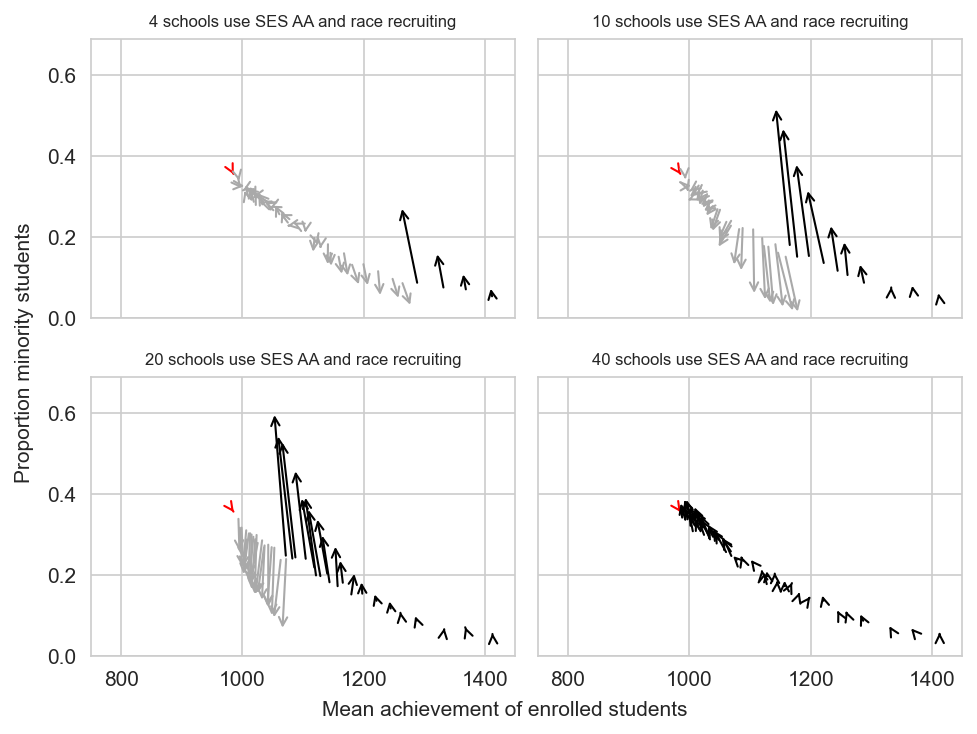 4 schools use SES AA and race recruiting
10 schools use SES AA and race recruiting
0.6
0.4
0.2
0.0
20 schools use SES AA and race recruiting
40 schools use SES AA and race recruiting
0.6
0.4
0.2
0.0
Proportion minority students
800 1000 1200 1400
800 1000 1200 1400
Mean achievement of enrolled students